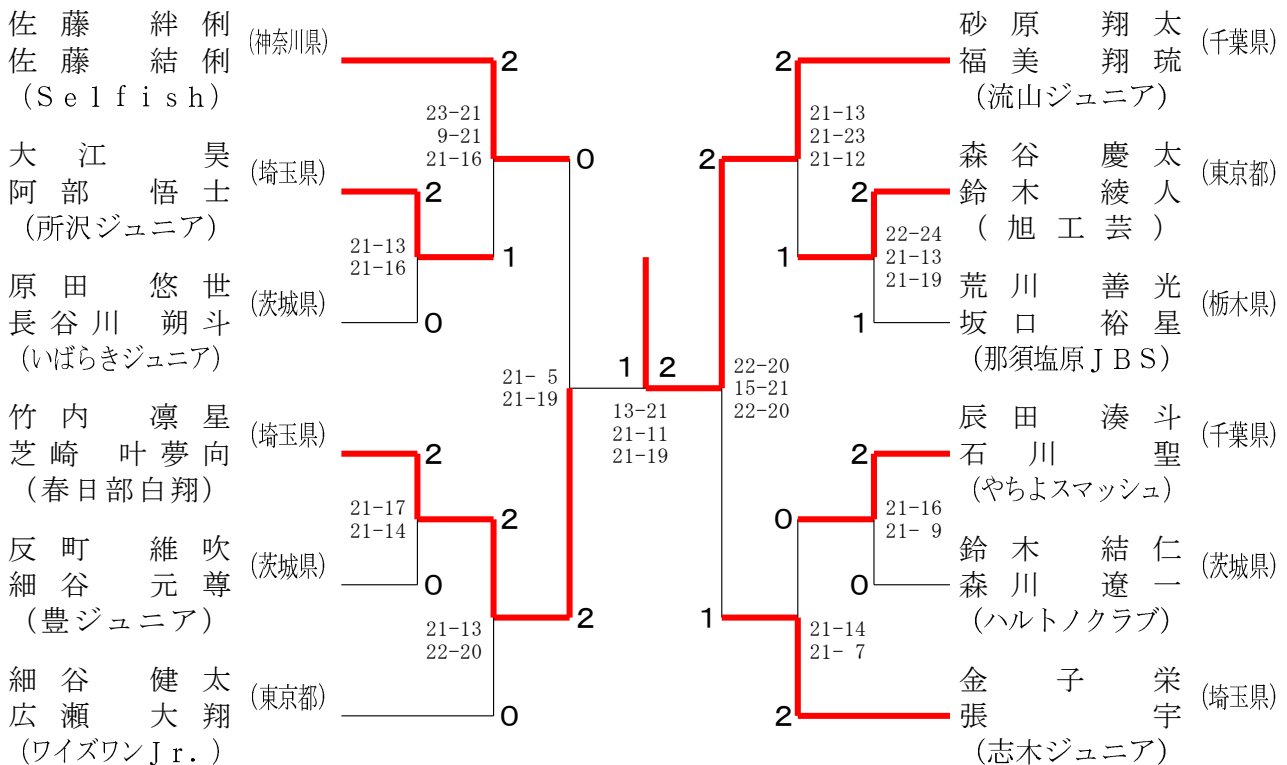 佐藤 絆俐
佐藤 結俐
(Selfish)
(神奈川県)
2
23-21
9-21
21-16
大江 昊
阿部 悟士
(所沢ジュニア)
(埼玉県)
2
21-13
21-16
1
原田 悠世
長谷川 朔斗
(いばらきジュニア)
(茨城県)
0
0
21- 5
21-19
竹内 凛星
芝崎 叶夢向
(春日部白翔)
(埼玉県)
2
21-17
21-14
2
反町 維吹
細谷 元尊
(豊ジュニア)
(茨城県)
0
21-13
22-20
2
細谷 健太
広瀬 大翔
(ワイズワンJr.)
(東京都)
0
1 2
13-21
21-11
21-19
砂原 翔太
福美 翔琉
(流山ジュニア)
(千葉県)
2
21-13
21-23
21-12
2
森谷 慶太
鈴木 綾人
(旭工芸)
(東京都)
2
22-24
21-13
21-19
1
荒川 善光
坂口 裕星
(那須塩原JBS)
(栃木県)
1
22-20
15-21
22-20
辰田 湊斗
石川 聖
(やちよスマッシュ)
(千葉県)
2
21-16
21- 9
0
鈴木 結仁
森川 遼一
(ハルトノクラブ)
(茨城県)
0
1
21-14
21- 7
金子 栄
張 宇
(志木ジュニア)
(埼玉県)
2